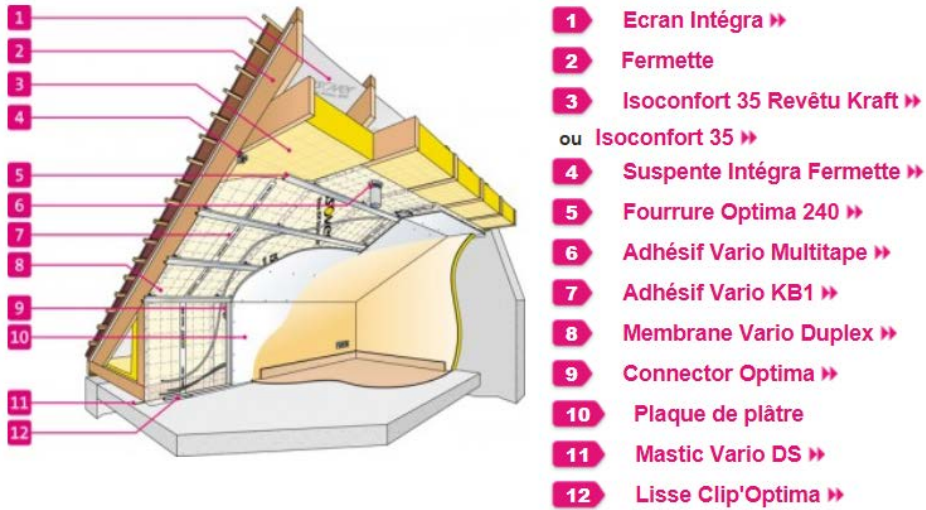 1 Ecran Intégra
2 Fermette
3 Isoconfort 35 Revêtu Kraft
ou Isoconfort 35
4 Suspente Intégra Fermette
5 Fourrure Optima 240
6 Adhésif Vario Multitape
7 Adhésif Vario KB1
8 Membrane Vario Duplex
9 Connector Optima
10 Plaque de plâtre
11 Mastic Vario DS
12 Lisse Clip'Optima
1
2
3
4
5
6
7
8
9
10
11
12